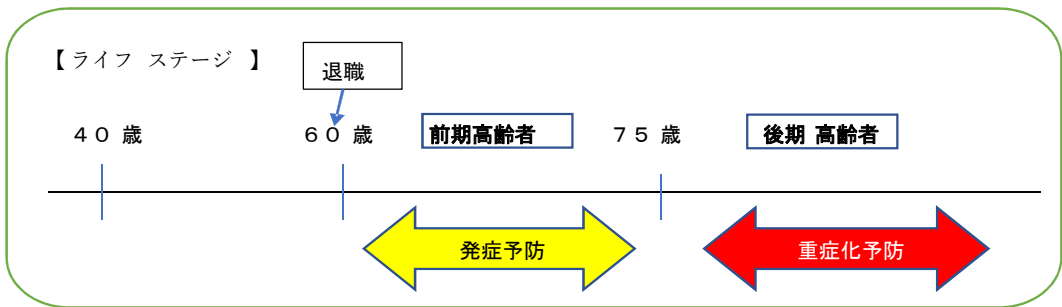 【ライフ ステージ 】
退職
40 歳
60 歳
前期高齢者
75 歳
後期 高齢者
発症予防
重症化予防